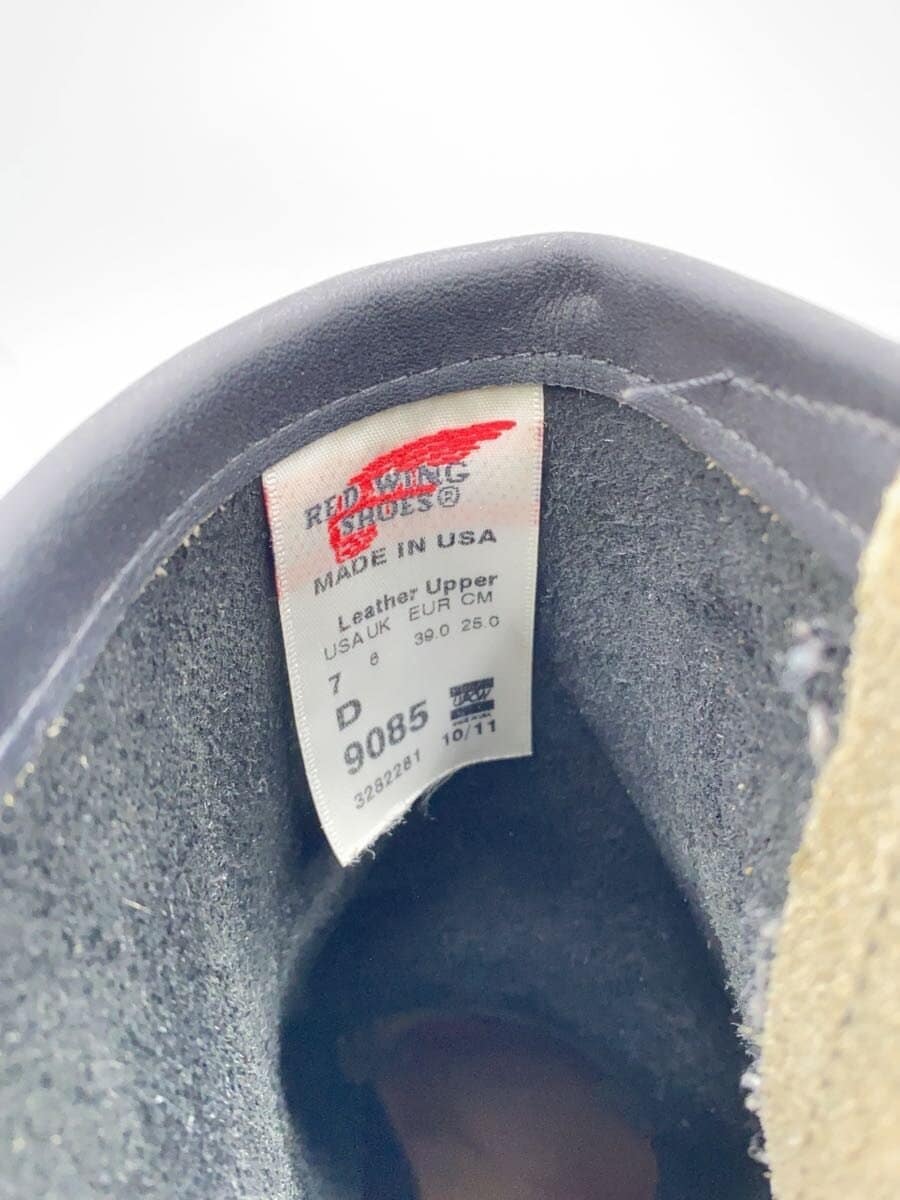 RED WING
SHOES®
MADE IN USA
Leather Upper
USA UK EUR CM
7 6 39.0 25.0
D
9085
10/11
3282281